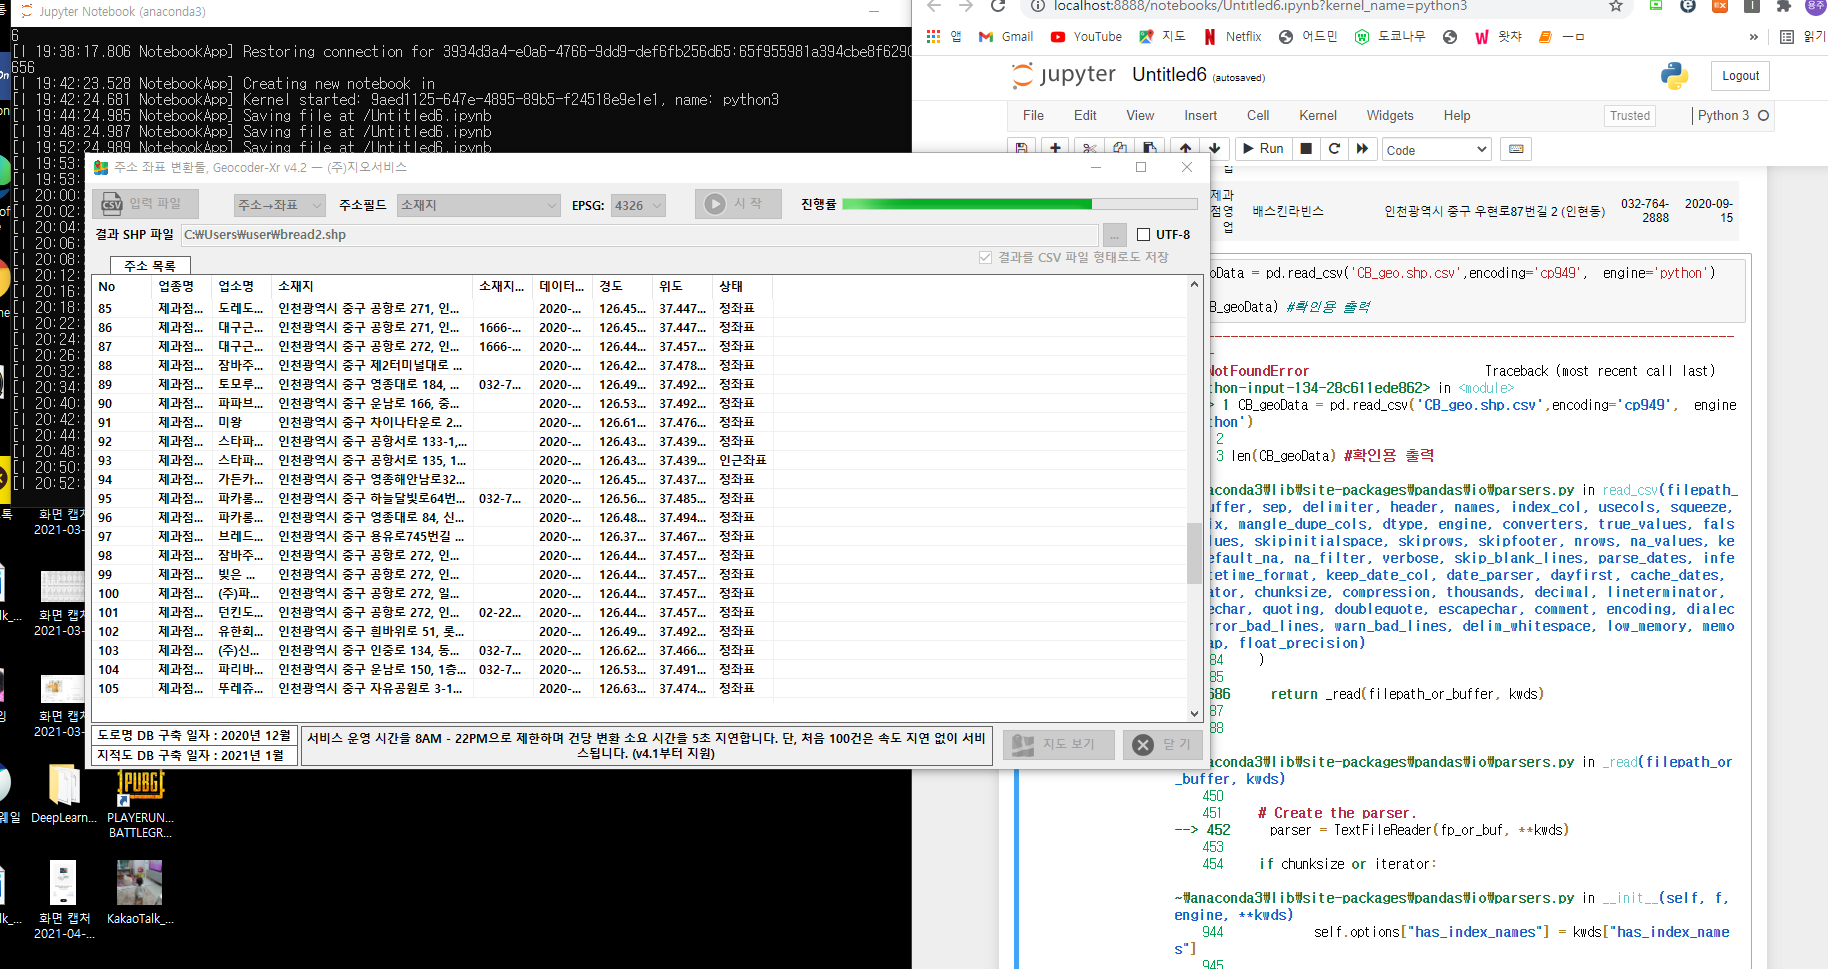 Jupyter Notebook (anaconda3)
6
[I 19:38:17.806 NotebookApp] Restoring connection for 3934d3a4-e0a6-4766-9dd9-def6fb256d65:65f955981a394cbe8f6290
656
[I 19:42:23.528 NotebookApp] Creating new notebook in
[I 19:42:24.681 NotebookApp] Kernel started: 9aed1125-647e-4895-89b5-f24518e9e1e1, name: python3
[I 19:44:24.985 NotebookApp] Saving file at /Untitled6.ipynb
[I 19:48:24.987 NotebookApp] Saving file at /Untitled6.ipynb
[I 19:52:24.989 NotebookApp] Saving file at /Untitled6.ipynb
[I 19:53:
[I 19:53:
[I 20:00:
[I 20:02:
[I 20:04:
[I 20:06:
[I 20:08:
[I 20:12:
[I 20:16:
[I 20:18:
[I 20:22:
[I 20:24:
[I 20:26:
[I 20:32:
[I 20:34:
[I 20:40:
[I 20:42:
[I 20:44:
[I 20:48:
[I 20:50:
[I 20:52:
주소 좌표 변환툴, Geocoder-Xr v4.2 — (주)지오서비스
CSV 입력 파일 주소→좌표 주소필드 소재지 EPSG: 4326 시 작 진행률
결과 SHP 파일 C:₩Users₩user₩bread2.shp ... UTF-8
결과를 CSV 파일 형태로도 저장
주소 목록
No 업종명 업소명 소재지 소재지... 데이터... 경도 위도 상태
85 제과점... 도레도... 인천광역시 중구 공항로 271, 인... 2020-... 126.45... 37.447... 정좌표
86 제과점... 대구근... 인천광역시 중구 공항로 271, 인... 1666-... 2020-... 126.45... 37.447... 정좌표
87 제과점... 대구근... 인천광역시 중구 공항로 272, 인... 1666-... 2020-... 126.44... 37.457... 정좌표
88 제과점... 잠바주... 인천광역시 중구 제2터미널대로 ... 2020-... 126.42... 37.478... 정좌표
89 제과점... 토모루... 인천광역시 중구 영종대로 184, ... 032-7... 2020-... 126.49... 37.492... 정좌표
90 제과점... 파파브... 인천광역시 중구 운남로 166, 중... 2020-... 126.53... 37.492... 정좌표
91 제과점... 미왕 인천광역시 중구 차이나타운로 2... 2020-... 126.61... 37.476... 정좌표
92 제과점... 스타파... 인천광역시 중구 공항서로 133-1,... 2020-... 126.43... 37.439... 정좌표
93 제과점... 스타파... 인천광역시 중구 공항서로 135, 1... 2020-... 126.43... 37.439... 인근좌표
94 제과점... 가든카... 인천광역시 중구 영종해안남로32... 2020-... 126.45... 37.437... 정좌표
95 제과점... 파카롱... 인천광역시 중구 하늘달빛로64번... 032-7... 2020-... 126.56... 37.485... 정좌표
96 제과점... 파카롱... 인천광역시 중구 영종대로 84, 신... 2020-... 126.48... 37.494... 정좌표
97 제과점... 브레드... 인천광역시 중구 용유로745번길 ... 2020-... 126.37... 37.467... 정좌표
98 제과점... 잠바주... 인천광역시 중구 공항로 272, 인... 2020-... 126.44... 37.457... 정좌표
99 제과점... 빛은 ... 인천광역시 중구 공항로 272, 인... 2020-... 126.44... 37.457... 정좌표
100 제과점... (주)파... 인천광역시 중구 공항로 272, 일... 2020-... 126.44... 37.457... 정좌표
101 제과점... 던킨도... 인천광역시 중구 공항로 272, 인... 02-22... 2020-... 126.44... 37.457... 정좌표
102 제과점... 유한회... 인천광역시 중구 흰바위로 51, 롯... 2020-... 126.49... 37.492... 정좌표
103 제과점... (주)신... 인천광역시 중구 인중로 134, 동... 032-7... 2020-... 126.62... 37.466... 정좌표
104 제과점... 파리바... 인천광역시 중구 운남로 150, 1층... 032-7... 2020-... 126.53... 37.491... 정좌표
105 제과점... 뚜레쥬... 인천광역시 중구 자유공원로 3-1... 2020-... 126.63... 37.474... 정좌표
도로명 DB 구축 일자 : 2020년 12월
지적도 DB 구축 일자 : 2021년 1월
서비스 운영 시간을 8AM - 22PM으로 제한하며 건당 변환 소요 시간을 5초 지연합니다. 단, 처음 100건은 속도 지연 없이 서비
스됩니다. (v4.1부터 지원)
지도 보기 닫 기
화면 캡
2021-03-
화면 캡처
2021-03-
화면 캡
2021-03-
DeepLearn...
PUBG
PLAYERUN...
BATTLEGR...
화면 캡처
2021-04-...
KakaoTalk_...
localhost:8888/notebooks/Untitled6.ipynb?kernel_name=python3
앱 Gmail YouTube 지도 Netflix 어드민 도코나우 왓챠 ㅡㅁ » 읽기
jupyter Untitled6 (autosaved) Logout
File Edit View Insert Cell Kernel Widgets Help Trusted Python 3
Run Code
업
제과
점영
업
배스킨라빈스 인천광역시 중구 우현로87번길 2 (인현동) 032-764-
2888 2020-09-
15
oData = pd.read_csv('CB_geo.shp.csv',encoding='cp949', engine='python')
B_geoData) #확인용 출력
NotFoundError Traceback (most recent call last)
thon-input-134-28c611ede862> in <module>
> 1 CB_geoData = pd.read_csv('CB_geo.shp.csv',encoding='cp949', engine
thon')
2
3 len(CB_geoData) #확인용 출력
aconda3₩lib₩site-packages₩pandas₩io₩parsers.py in read_csv(filepath_
uffer, sep, delimiter, header, names, index_col, usecols, squeeze,
ix, mangle_dupe_cols, dtype, engine, converters, true_values, fals
lues, skipinitialspace, skiprows, skipfooter, nrows, na_values, ke
efault_na, na_filter, verbose, skip_blank_lines, parse_dates, infe
tetime_format, keep_date_col, date_parser, dayfirst, cache_dates,
ator, chunksize, compression, thousands, decimal, lineterminator,
echar, quoting, doublequote, escapechar, comment, encoding, dialec
rror_bad_lines, warn_bad_lines, delim_whitespace, low_memory, memo
ap, float_precision)
84 )
85
686 return _read(filepath_or_buffer, kwds)
87
88
aconda3₩lib₩site-packages₩pandas₩io₩parsers.py in _read(filepath_or
_buffer, kwds)
450
451 # Create the parser.
--> 452 parser = TextFileReader(fp_or_buf, **kwds)
453
454 if chunksize or iterator:
~₩anaconda3₩lib₩site-packages₩pandas₩io₩parsers.py in __init__(self, f,
engine, **kwds)
944 self.options["has_index_names"] = kwds["has_index_name
s"]
945